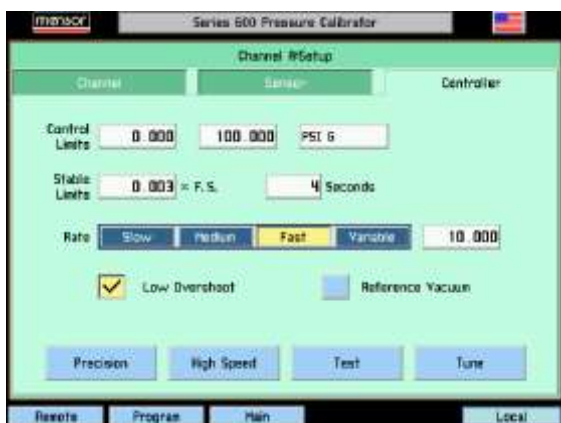 mensor Series 600 Pressure Calibrator
Channel #Setup
Channel Sensor Controller
Control Limits 0.000 100.000 PSI G
Stable Limits 0.003 % F.S. 4 Seconds
Rate Slow Medium Fast Variable 10.000
Low Overshoot Reference Vacuum
Precision High Speed Test Tune
Remote Program Main Local